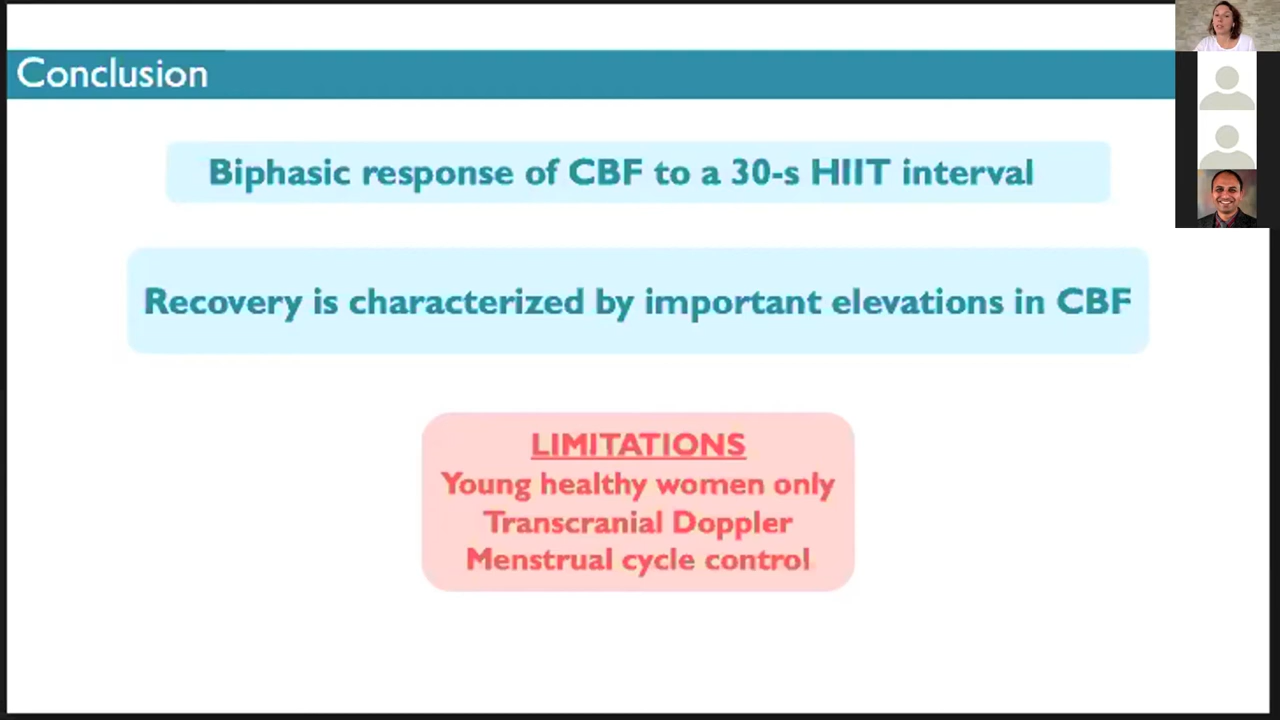 Conclusion
Biphasic response of CBF to a 30-s HIIT interval
Recovery is characterized by important elevations in CBF
LIMITATIONS
Young healthy women only
Transcranial Doppler
Menstrual cycle control